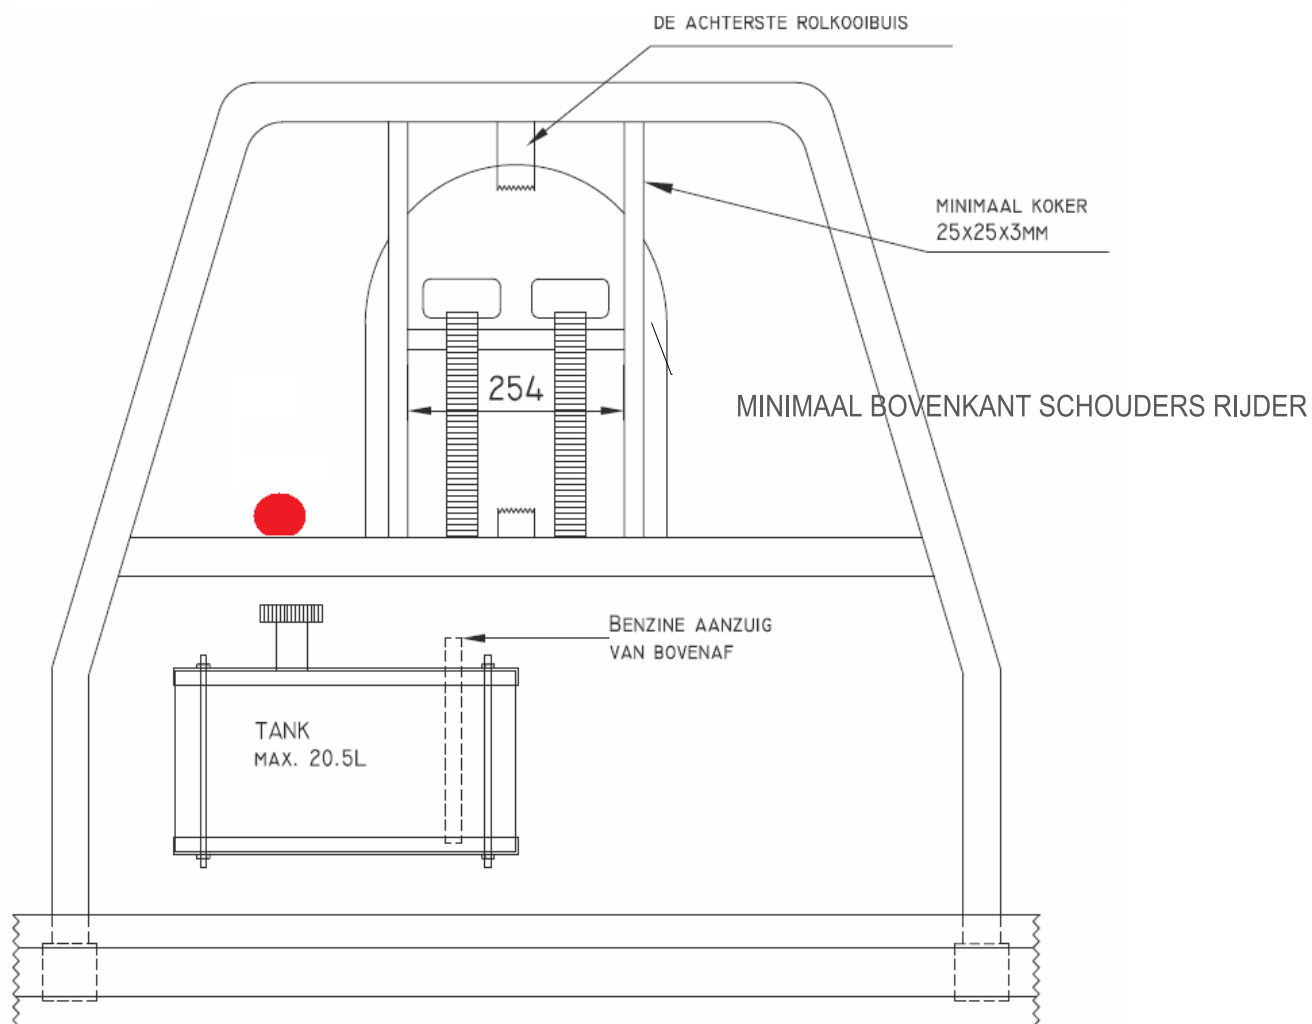 DE ACHTERSTE ROLKOOIBUIS
MINIMAAL KOKER
25x25x3MM
254
MINIMAAL BOVENKANT SCHOUDERS RIJDER
BENZINE AANZUIG
VAN BOVENAF
TANK
MAX. 20.5L